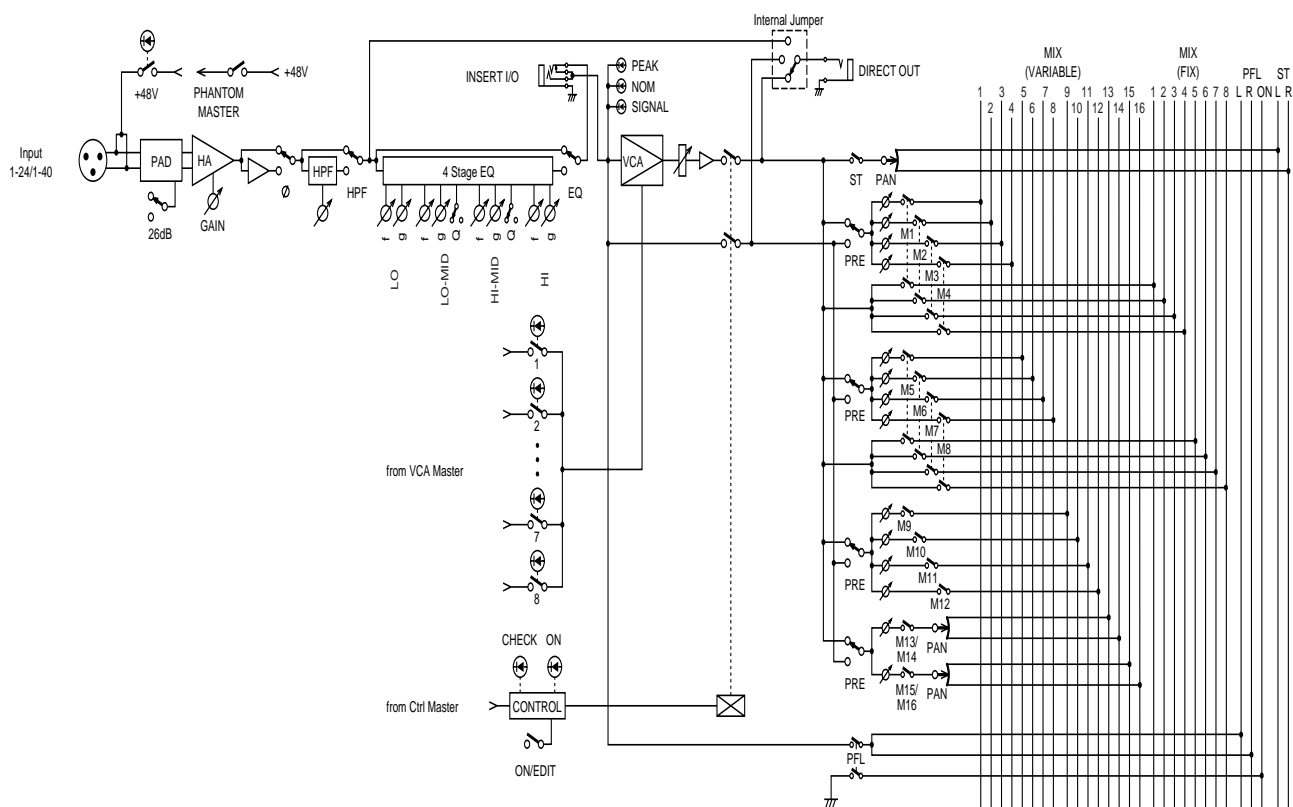 Internal Jumper
MIX
(VARIABLE)
MIX
(FIX)
PFL
ST
L R ON L R
1 3 5 7 9 11 13 15 1 2 3 4 5 6 7 8
2 4 6 8 10 12 14 16
+48V
PHANTOM
MASTER
+48V
INSERT I/O
PEAK
NOM
SIGNAL
DIRECT OUT
Input
1-24/1-40
PAD
HA
GAIN
26dB
Ø
HPF
HPF
4 Stage EQ
EQ
f g f g Q f g Q f g
LO
LO-MID
HI-MID
HI
VCA
ST PAN
M1
M2
M3
M4
PRE
M5
M6
M7
M8
PRE
M9
M10
M11
M12
PRE
M13/
M14
PAN
M15/
M16
PAN
PRE
1
2
from VCA Master
7
8
CHECK ON
from Ctrl Master
CONTROL
ON/EDIT
PFL